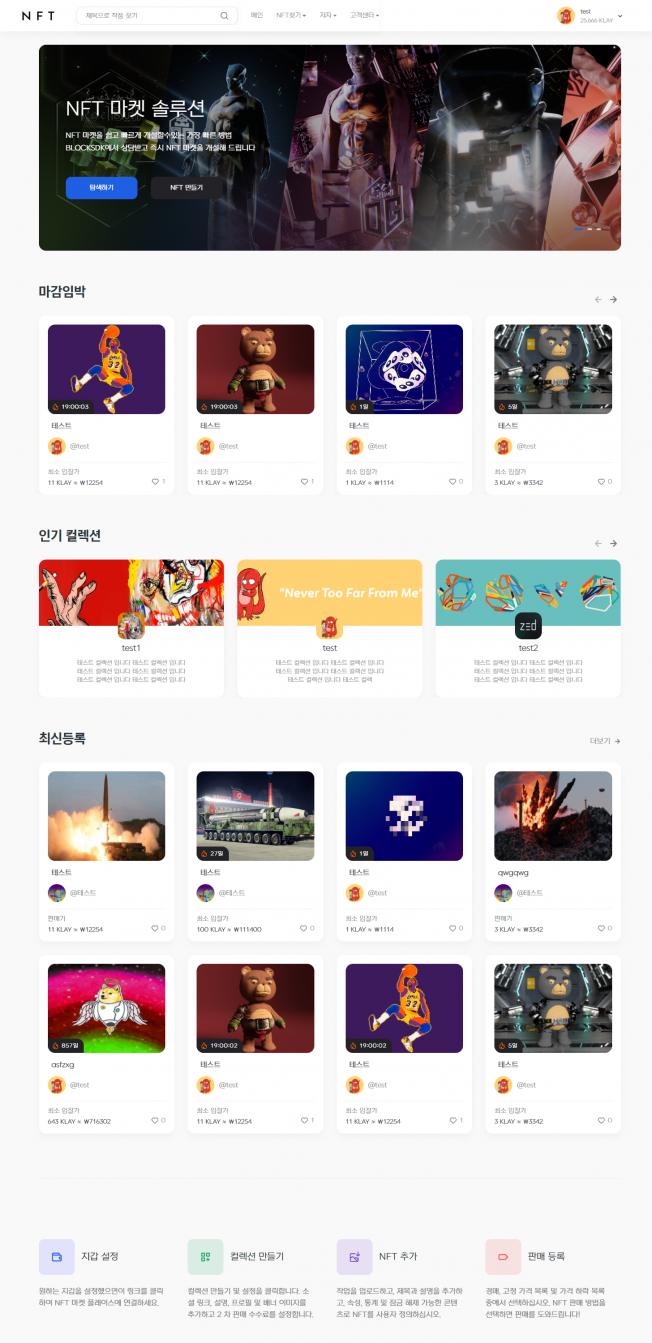 NFT
제목으로 작품 찾기
메인
NFT찾기
저자
고객센터
test
25.666 KLAY
NFT 마켓 솔루션
NFT 마켓을 쉽고 빠르게 개설할수있는 가장 빠른 방법
BLOCKSDK에서 상담받고 즉시 NFT 마켓을 개설해 드립니다
탐색하기
NFT 만들기
마감임박
19:00:03
19:00:03
1일
5일
테스트
테스트
테스트
테스트
@test
@test
@test
@test
최소 입찰가
최소 입찰가
최소 입찰가
최소 입찰가
11 KLAY ≈ ₩12254
1
11 KLAY ≈ ₩12254
1
1 KLAY ≈ ₩1114
0
3 KLAY ≈ ₩3342
0
인기 컬렉션
"Never Too Far From Me"
zed
test1
test
test2
테스트 컬렉션 입니다 테스트 컬렉션 입니다
테스트 컬렉션 입니다 테스트 컬렉션 입니다
테스트 컬렉션 입니다 테스트 컬렉션 입니다
테스트 컬렉션 입니다 테스트 컬렉션 입니다
테스트 컬렉션 입니다 테스트 컬렉션 입니다
테스트 컬렉션 입니다 테스트 컬렉
테스트 컬렉션 입니다 테스트 컬렉션 입니다
테스트 컬렉션 입니다 테스트 컬렉션 입니다
테스트 컬렉션 입니다 테스트 컬렉션 입니다
최신등록
더보기
27일
1일
테스트
테스트
테스트
qwgqwg
@테스트
@테스트
@test
@테스트
판매가
최소 입찰가
최소 입찰가
판매가
11 KLAY ≈ ₩12254
0
100 KLAY ≈ ₩111400
0
1 KLAY ≈ ₩1114
0
3 KLAY ≈ ₩3342
0
857일
19:00:02
19:00:02
5일
asfzxg
테스트
테스트
테스트
@test
@test
@test
@test
최소 입찰가
최소 입찰가
최소 입찰가
최소 입찰가
643 KLAY ≈ ₩716302
0
11 KLAY ≈ ₩12254
1
11 KLAY ≈ ₩12254
1
3 KLAY ≈ ₩3342
0
지갑 설정
원하는 지갑을 설정했으면이 링크를 클릭
하여 NFT 마켓 플레이스에 연결하세요.
컬렉션 만들기
컬렉션 만들기 및 설정을 클릭합니다. 소
셜 링크, 설명, 프로필 및 배너 이미지를
추가하고 2 차 판매 수수료를 설정합니다.
NFT 추가
작업을 업로드하고, 제목과 설명을 추가하
고, 속성, 통계 및 잠금 해제 가능한 콘텐
츠로 NFT를 사용자 정의하십시오.
판매 등록
경매, 고정 가격 목록 및 가격 하락 목록
중에서 선택하십시오. NFT 판매 방법을
선택하면 판매를 도와드립니다!